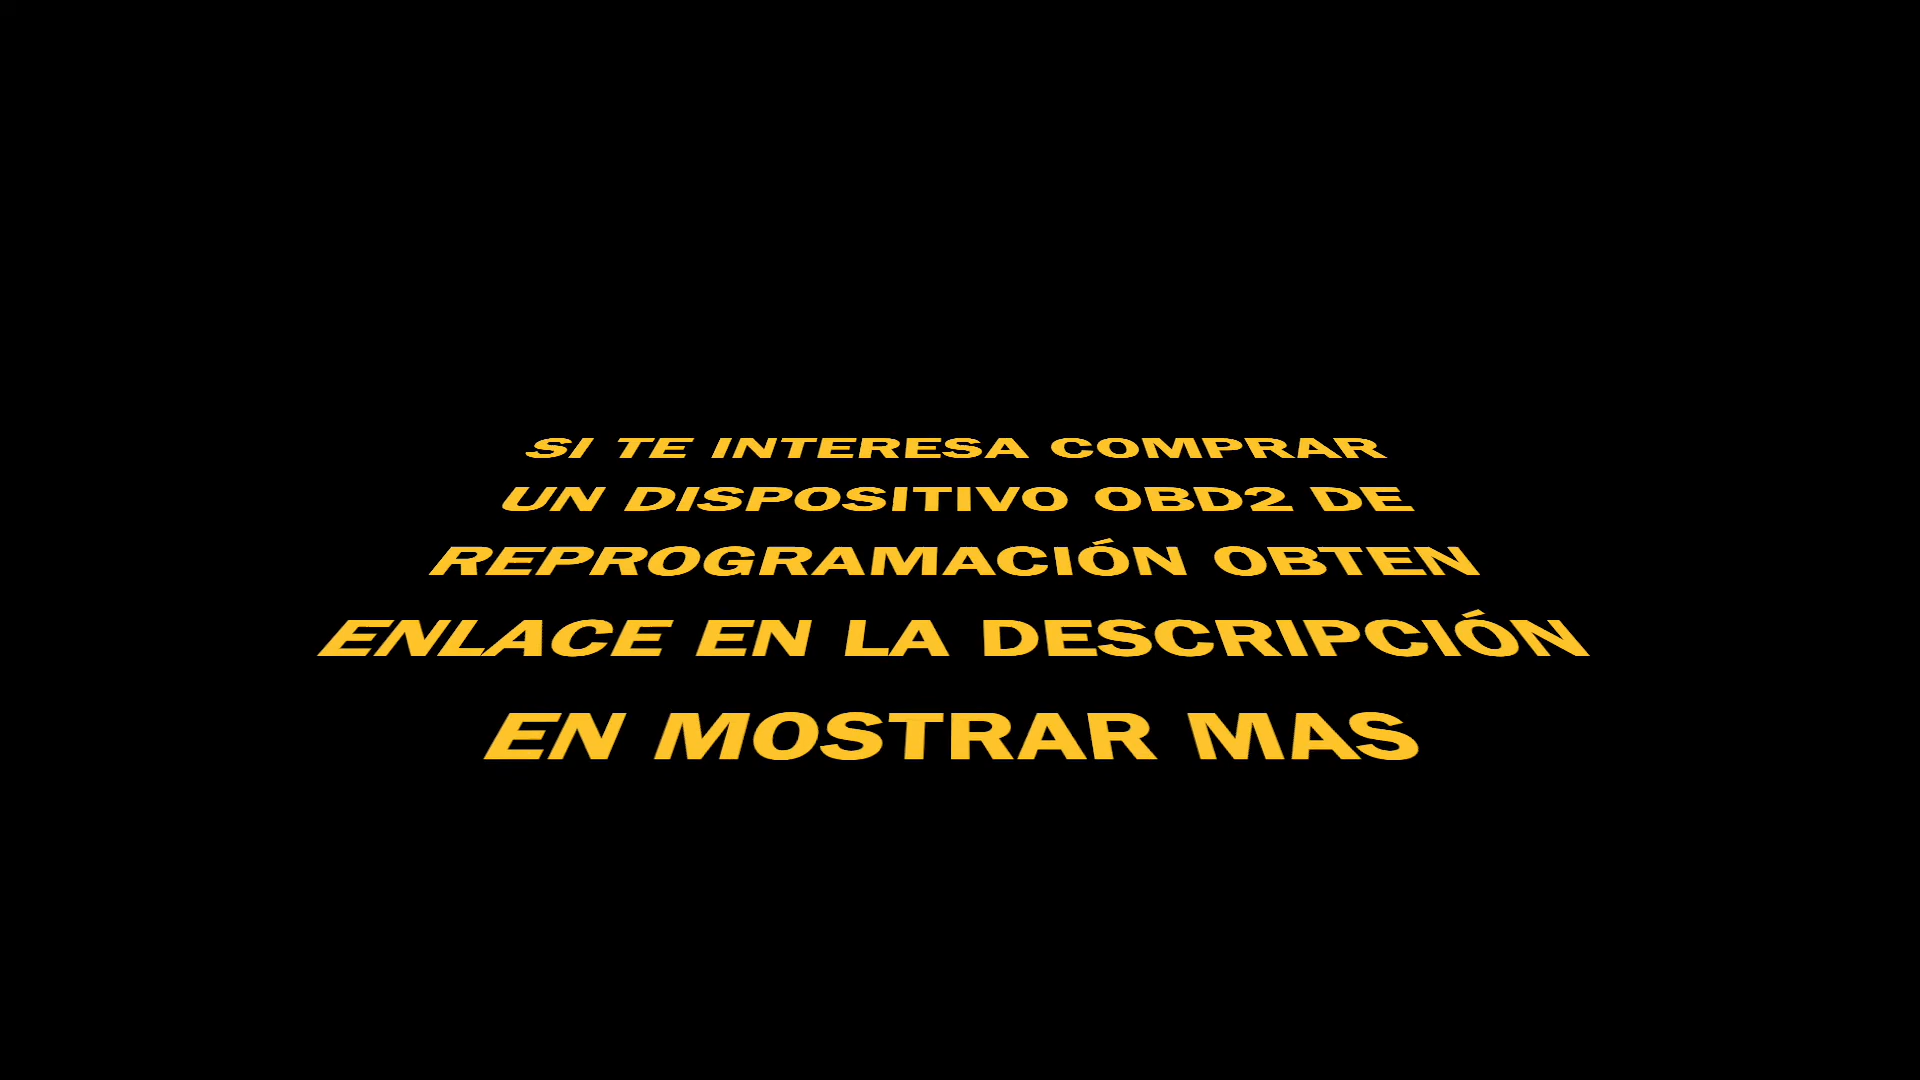 SI TE INTERESA COMPRAR
UN DISPOSITIVO OBD2 DE
REPROGRAMACIÓN OBTEN
ENLACE EN LA DESCRIPCIÓN
EN MOSTRAR MAS